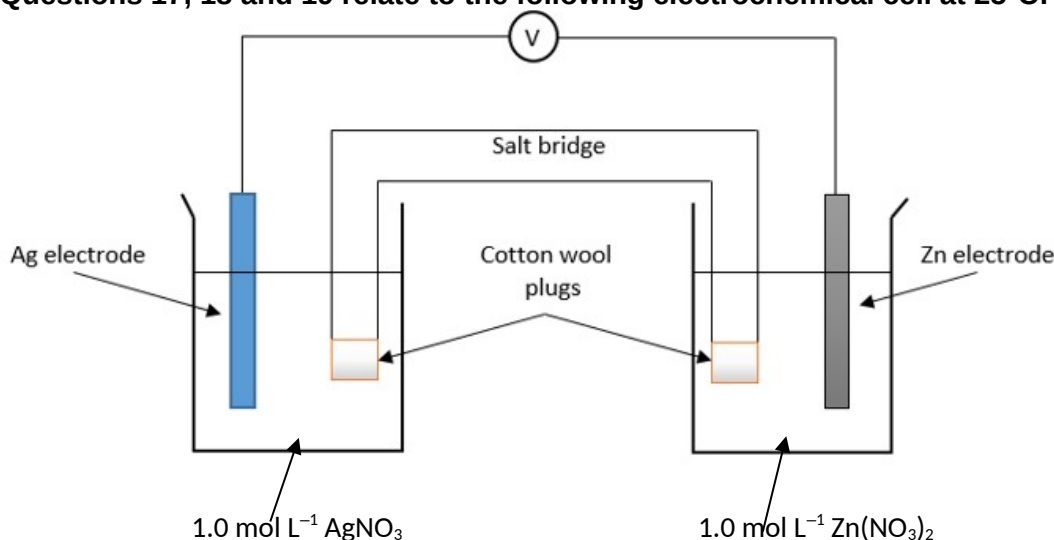 Questions 17, 18 and 19 relate to the following electrochemical cell at 25
V
Salt bridge
Ag electrode
Cotton wool
plugs
Zn electrode
1.0 mol L⁻¹ AgNO₃
1.0 mol L⁻¹ Zn(NO₃)₂